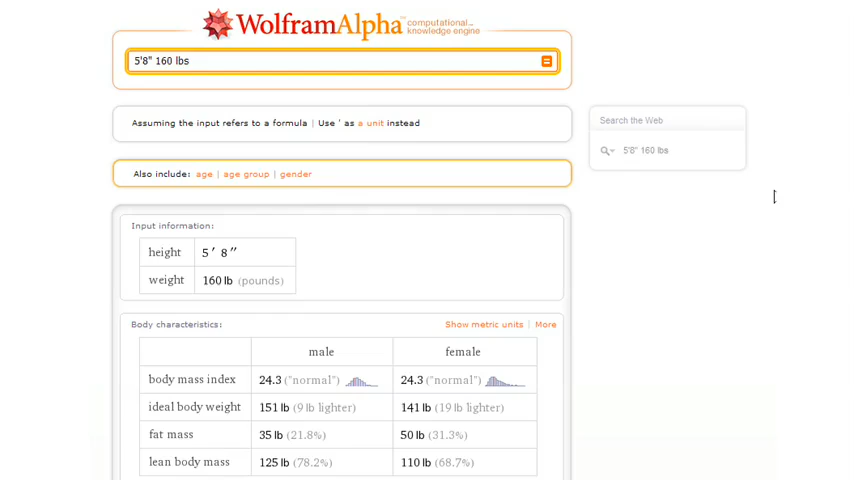 WolframAlpha computational... knowledge engine
5'8" 160 lbs
Assuming the input refers to a formula | Use ' as a unit instead
Search the Web
5'8" 160 lbs
Also include: age | age group | gender
Input information:
height 5 ′ 8 ″
weight 160 lb (pounds)
Body characteristics: Show metric units | More
male female
body mass index 24.3 ("normal") 24.3 ("normal")
ideal body weight 151 lb (9 lb lighter) 141 lb (19 lb lighter)
fat mass 35 lb (21.8%) 50 lb (31.3%)
lean body mass 125 lb (78.2%) 110 lb (68.7%)